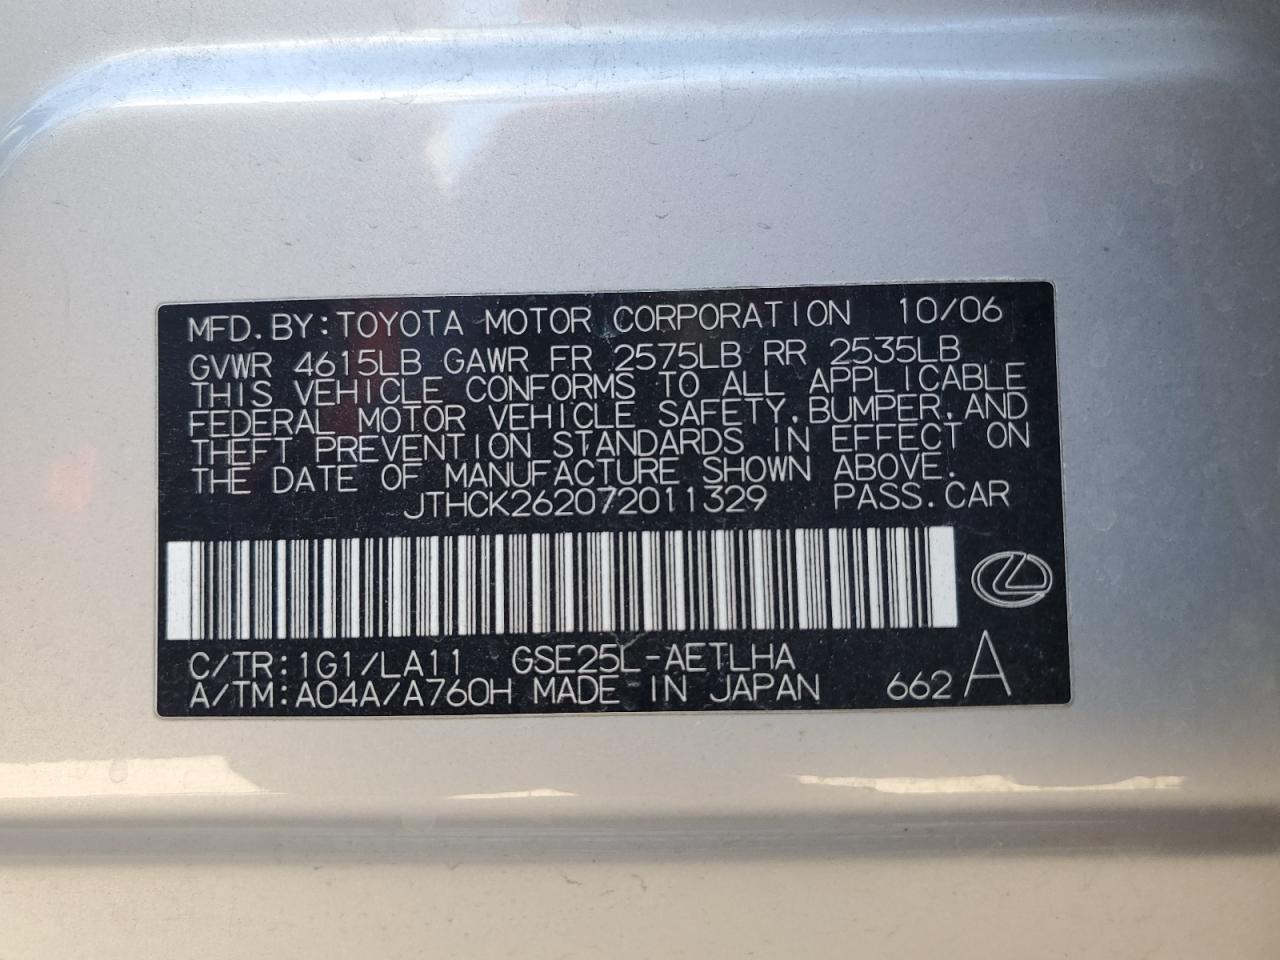 MFD.BY:TOYOTA MOTOR CORPORATION 10/06
GVWR 4615LB GAWR FR 2575LB RR 2535LB
THIS VEHICLE CONFORMS TO ALL APPLICABLE
FEDERAL MOTOR VEHICLE SAFETY,BUMPER,AND
THEFT PREVENTION STANDARDS IN EFFECT ON
THE DATE OF MANUFACTURE SHOWN ABOVE.
JTHCK262072011329 PASS.CAR
C/TR:1G1/LA11 GSE25L-AETLHA
A/TM:A04A/A760H MADE IN JAPAN 662 A